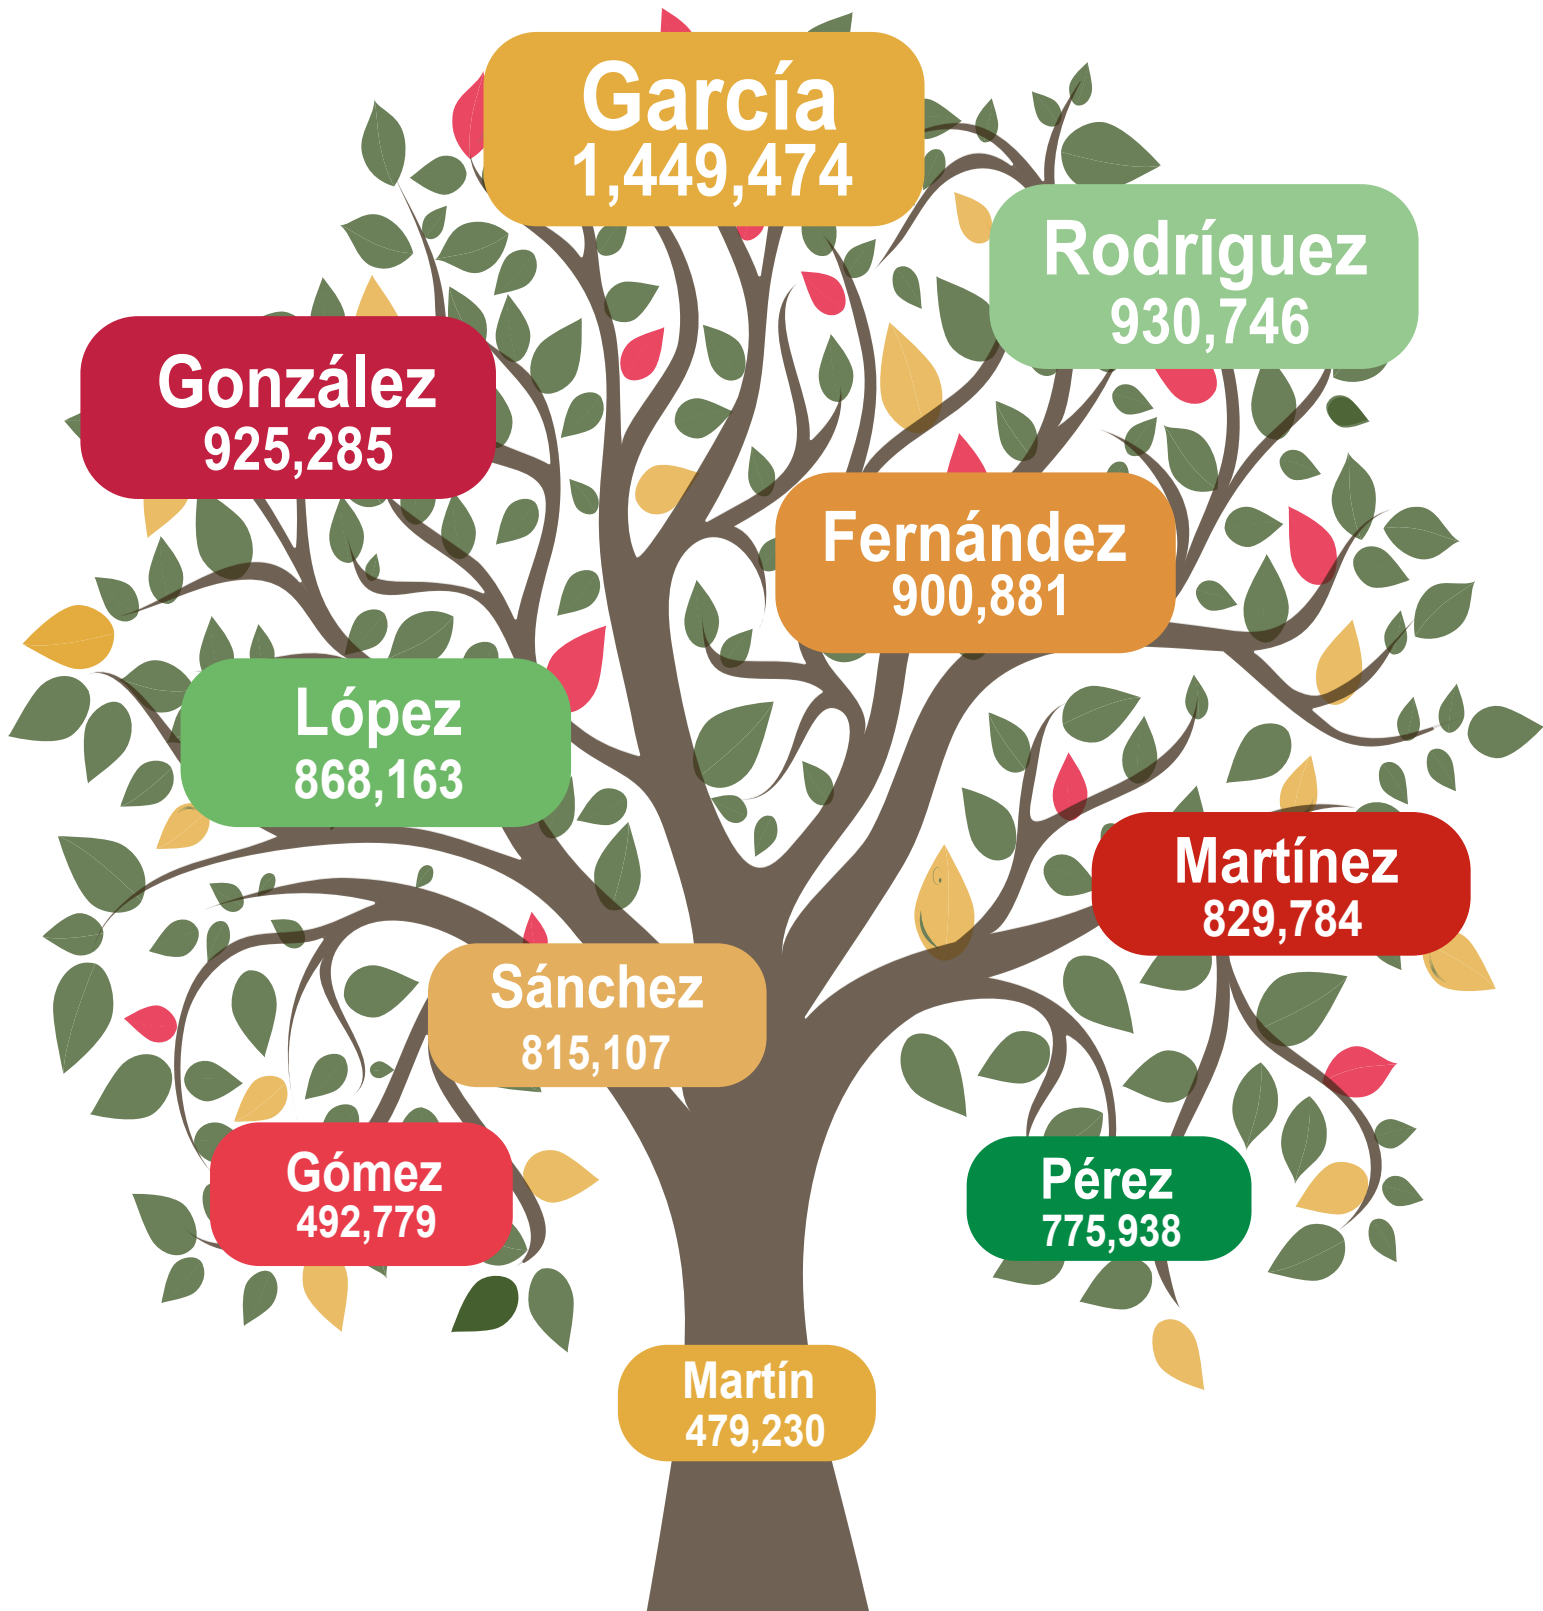 García
1,449,474
Rodríguez
930,746
González
925,285
Fernández
900,881
López
868,163
Martínez
829,784
Sánchez
815,107
Gómez
492,779
Pérez
775,938
Martín
479,230